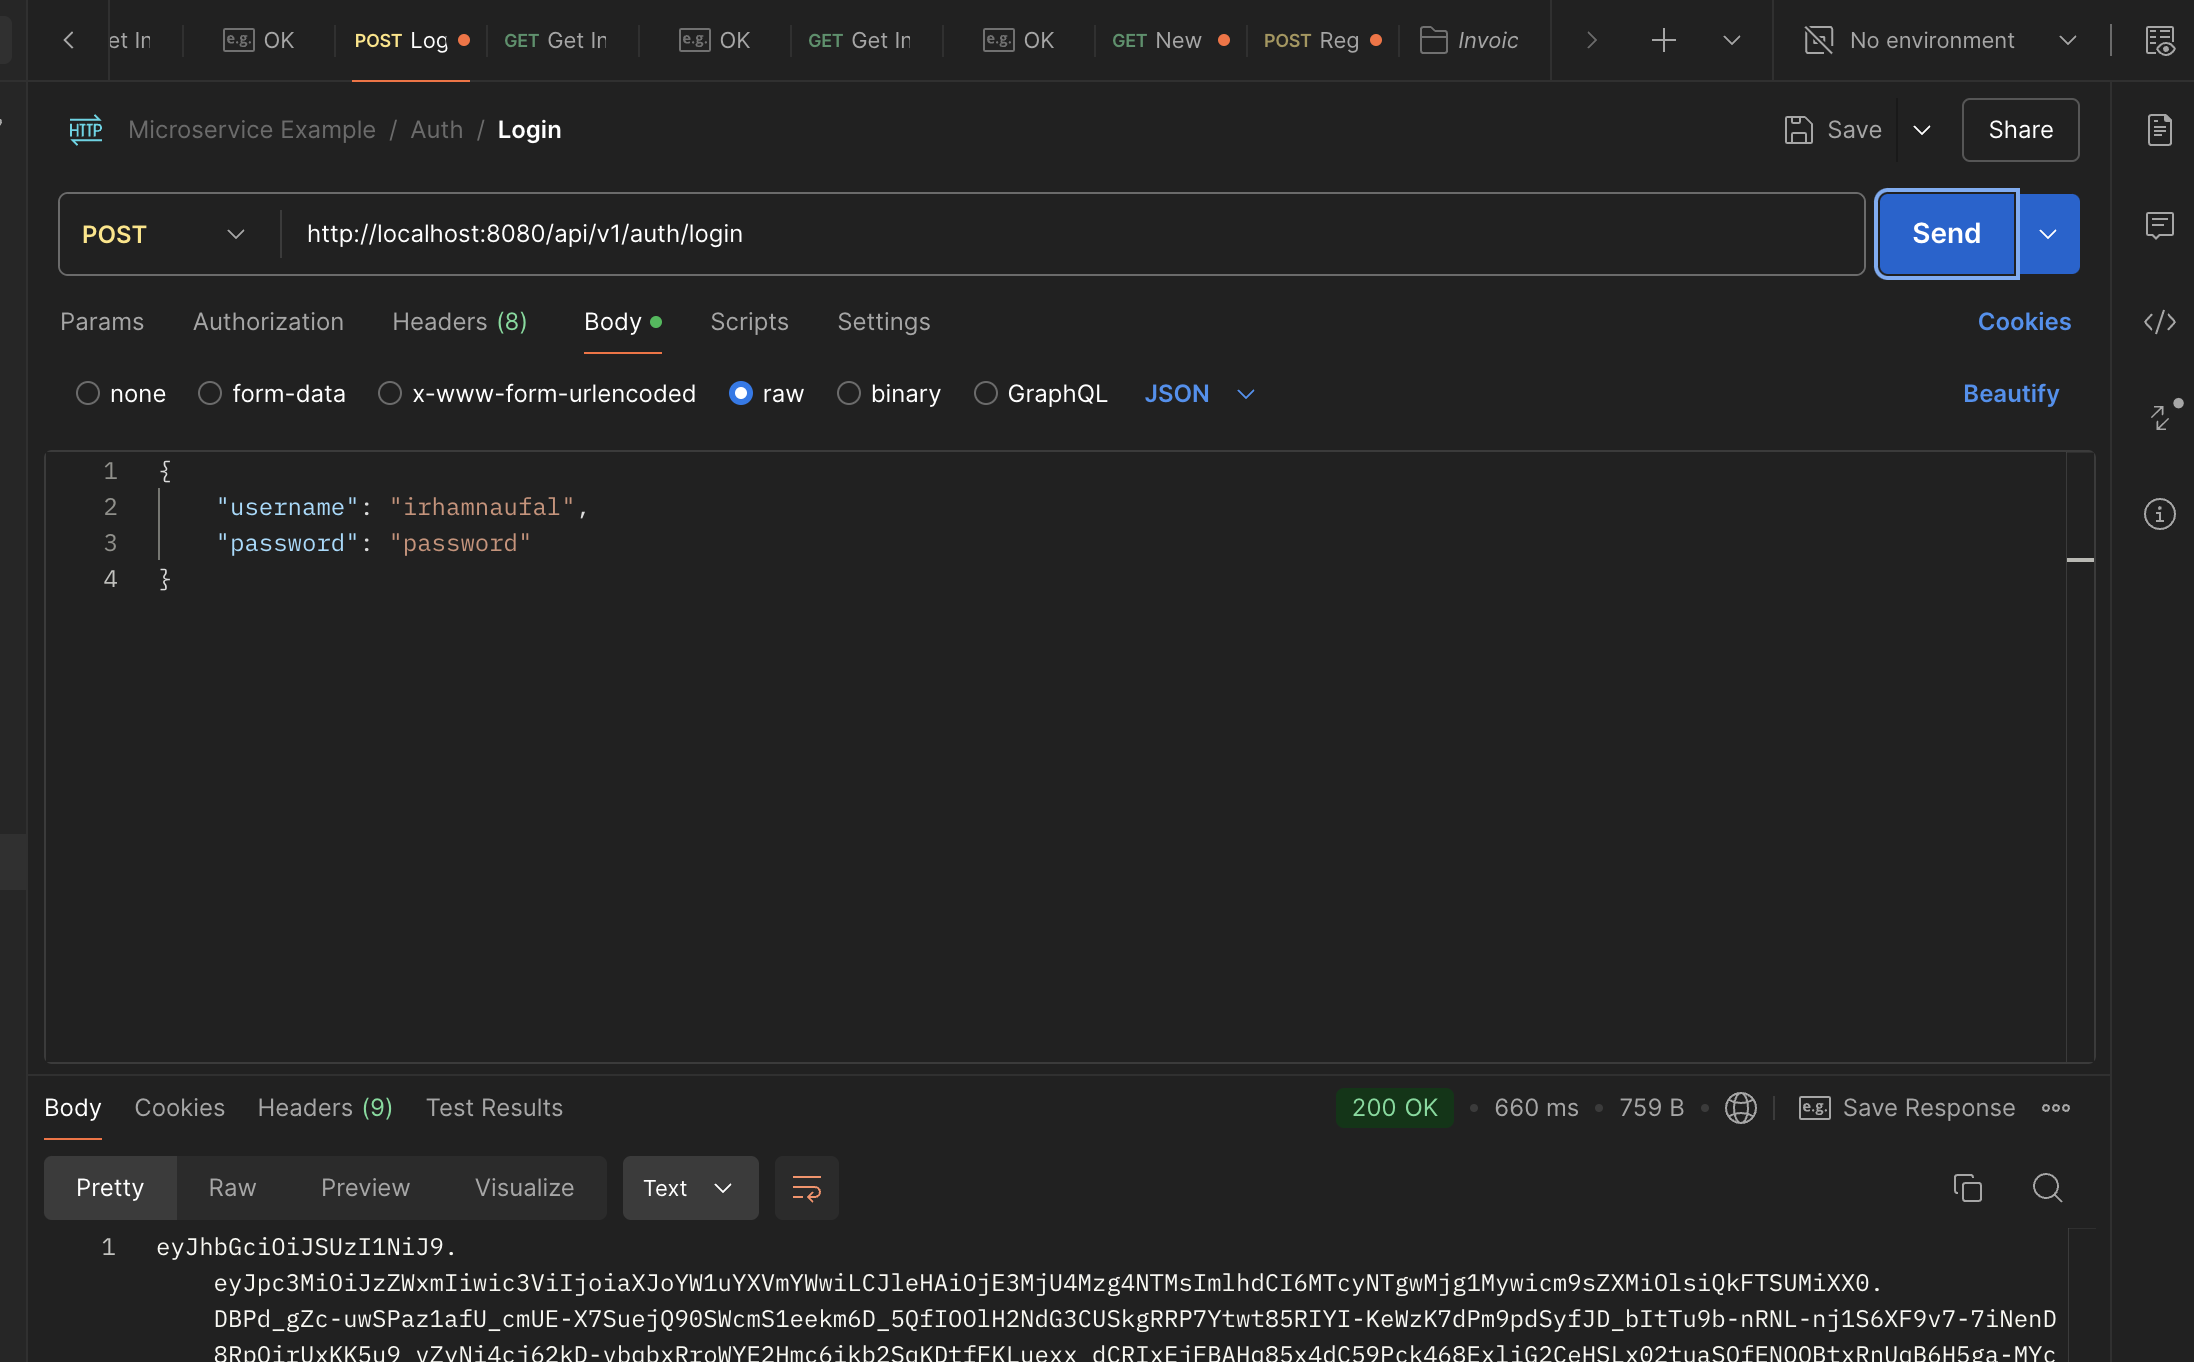 et In
e.g. OK
POST Log
GET Get In
e.g. OK
GET Get In
e.g. OK
GET New
POST Reg
Invoic
No environment
HTTP Microservice Example / Auth / Login
Save
Share
POST
http://localhost:8080/api/v1/auth/login
Send
Params
Authorization
Headers (8)
Body
Scripts
Settings
Cookies
none
form-data
x-www-form-urlencoded
raw
binary
GraphQL
JSON
Beautify
1 {
2 "username": "irhamnaufal",
3 "password": "password"
4 }
Body
Cookies
Headers (9)
Test Results
200 OK
660 ms
759 B
e.g. Save Response
Pretty
Raw
Preview
Visualize
Text
1 eyJhbGciOiJSUzI1NiJ9.
eyJpc3MiOiJzZWxmIiwic3ViIjoiaXJoYW1uYXVmYWwiLCJleHAiOjE3MjU4Mzg4NTMsImlhdCI6MTcyNTgwMjg1Mywicm9sZXMiOlsiQkFTSUMiXX0.
DBPd_gZc-uwSPaz1afU_cmUE-X7SuejQ90SWcmS1eekm6D_5QfIOOlH2NdG3CUSkgRRP7Ytwt85RIYI-KeWzK7dPm9pdSyfJD_bItTu9b-nRNL-nj1S6XF9v7-7iNenD